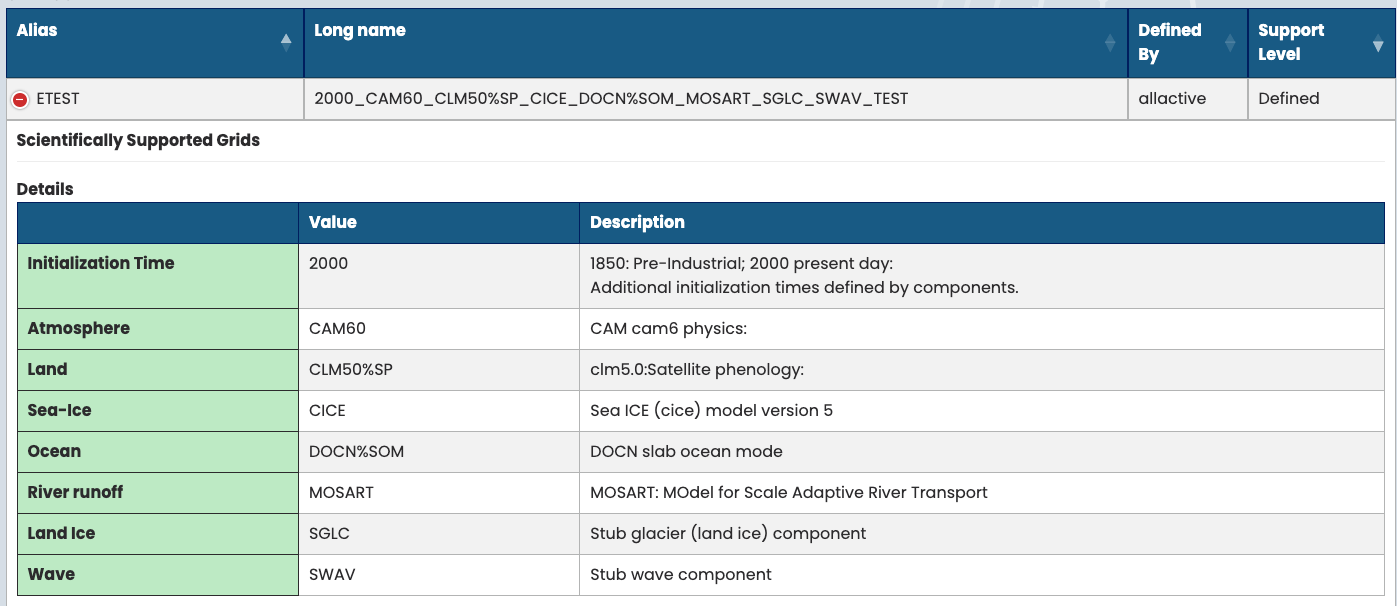 Alias Long name Defined By Support Level
ETEST 2000_CAM60_CLM50%SP_CICE_DOCN%SOM_MOSART_SGLC_SWAV_TEST allactive Defined
Scientifically Supported Grids
Details
Value Description
Initialization Time 2000 1850: Pre-Industrial; 2000 present day:
Additional initialization times defined by components.
Atmosphere CAM60 CAM cam6 physics:
Land CLM50%SP clm5.0:Satellite phenology:
Sea-Ice CICE Sea ICE (cice) model version 5
Ocean DOCN%SOM DOCN slab ocean mode
River runoff MOSART MOSART: MOdel for Scale Adaptive River Transport
Land Ice SGLC Stub glacier (land ice) component
Wave SWAV Stub wave component